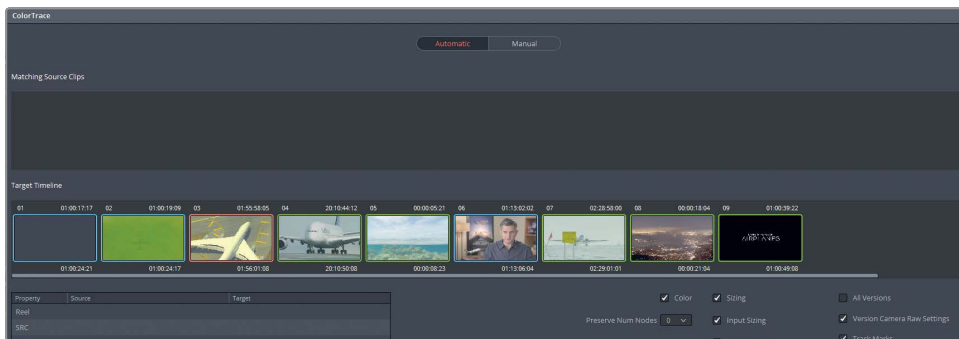 ColorTrace
Automatic Manual
Matching Source Clips
Target Timeline
01 01:00:17:17 02 01:00:19:09 03 01:55:58:05 04 20:10:44:12 05 00:00:05:21 06 01:13:02:02 07 02:28:58:00 08 00:00:18:04 09 01:00:39:22
AIRPLANES
01:00:24:21 01:00:24:17 01:56:01:08 20:10:50:08 00:00:08:23 01:13:06:04 02:29:01:01 00:00:21:04 01:00:49:08
Property Source Target
Color Sizing All Versions
Reel
Preserve Num Nodes 0 Input Sizing Version Camera Raw Settings
SRC
Track Masks